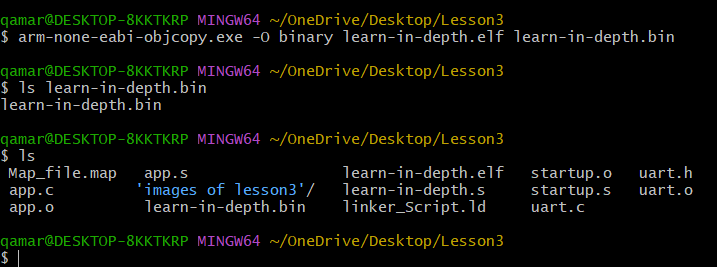 qamar@DESKTOP-8KKTKRP MINGW64 ~/OneDrive/Desktop/Lesson3
$ arm-none-eabi-objcopy.exe -O binary learn-in-depth.elf learn-in-depth.bin
qamar@DESKTOP-8KKTKRP MINGW64 ~/OneDrive/Desktop/Lesson3
$ ls learn-in-depth.bin
learn-in-depth.bin
qamar@DESKTOP-8KKTKRP MINGW64 ~/OneDrive/Desktop/Lesson3
$ ls
Map_file.map app.s learn-in-depth.elf startup.o uart.h
app.c 'images of lesson3'/ learn-in-depth.s startup.s uart.o
app.o learn-in-depth.bin linker_Script.ld uart.c
qamar@DESKTOP-8KKTKRP MINGW64 ~/OneDrive/Desktop/Lesson3
$